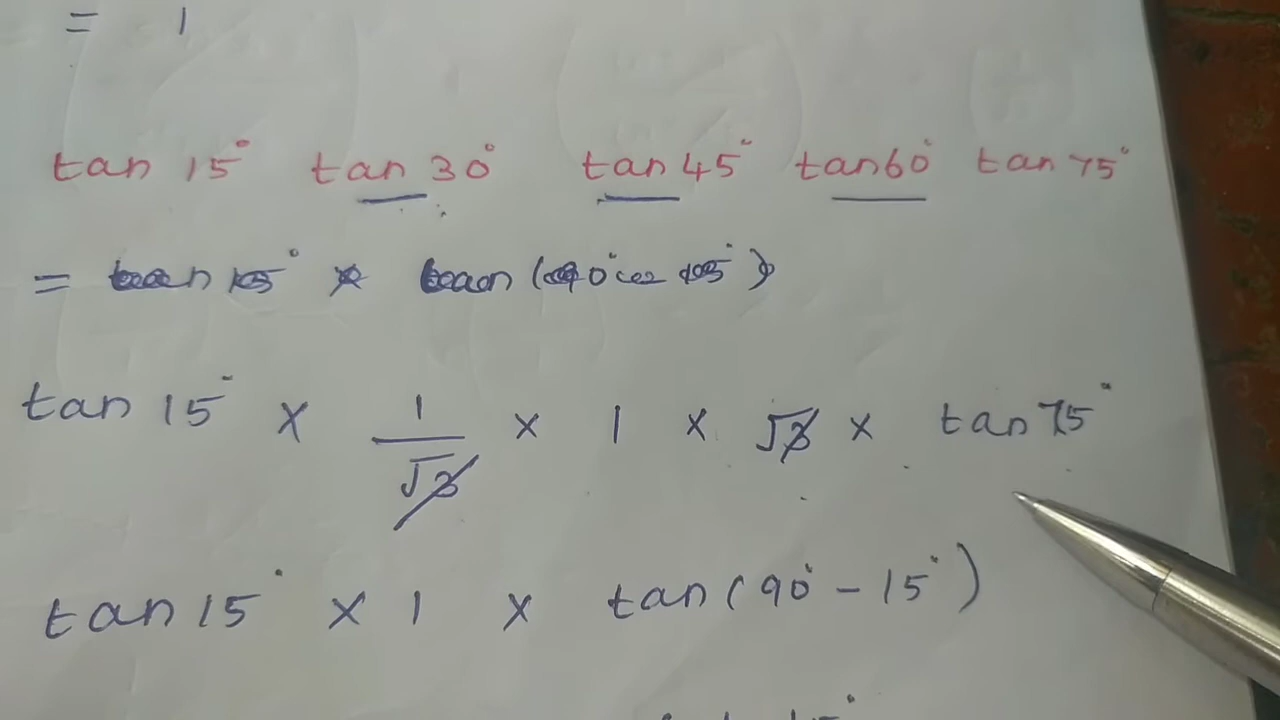 = 1
tan 15° tan 30° tan 45° tan 60° tan 75°
=
tan 15° × 1/√3 × 1 × √3 × tan 75°
tan 15° × 1 × tan (90° - 15°)